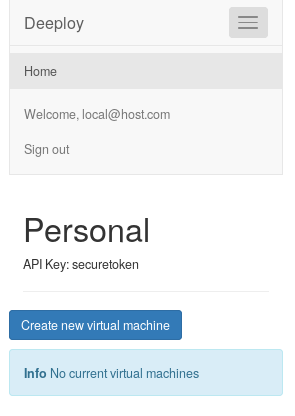 Deeploy
Home
Welcome, local@host.com
Sign out
Personal
API Key: securetoken
Create new virtual machine
Info No current virtual machines